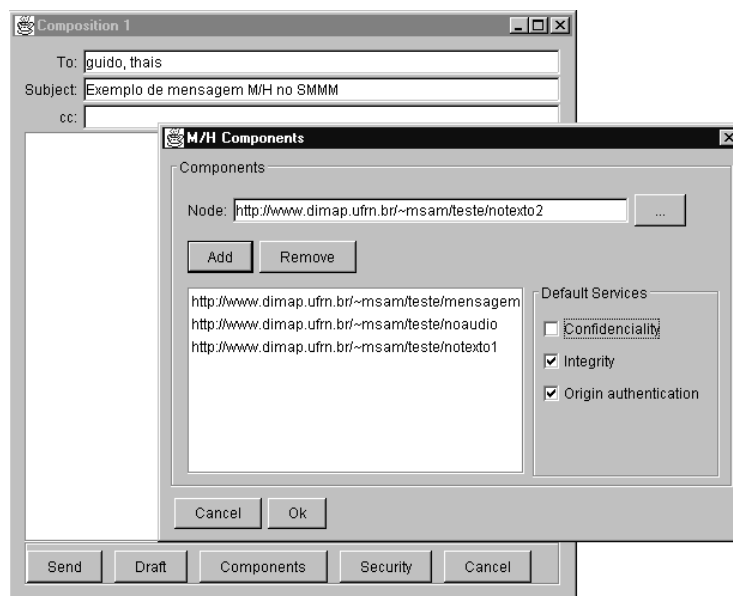 Composition 1
To: guido, thais
Subject: Exemplo de mensagem M/H no SMMM
cc:
M/H Components
Components
Node: http://www.dimap.ufrn.br/~msam/teste/notexto2 ...
Add Remove
http://www.dimap.ufrn.br/~msam/teste/mensagem
http://www.dimap.ufrn.br/~msam/teste/noaudio
http://www.dimap.ufrn.br/~msam/teste/notexto1
Default Services
Confidenciality
Integrity
Origin authentication
Cancel Ok
Send Draft Components Security Cancel